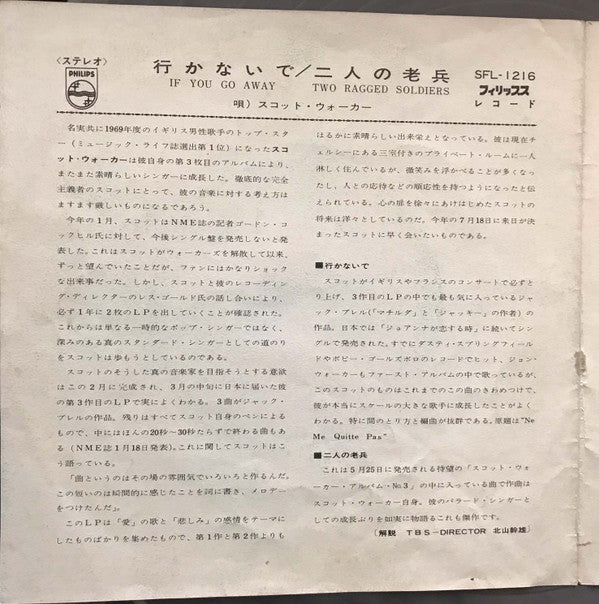 〈ステレオ〉
PHILIPS
行かないで/二人の老兵
IF YOU GO AWAY TWO RAGGED SOLDIERS
唄)スコット・ウォーカー
SFL-1216
フィリップス
レコード
名実共に1969年度のイギリス男性歌手のトップ・スタ
ー(ミュージック・ライフ誌選出第1位)になったスコ
ット・ウォーカーは彼自身の第3枚目のアルバムにより、
またまた素晴らしいシンガーに成長した。徹底的な完全
主義者のスコットにとって、彼の音楽に対する考え方は
ますます厳しいものになるであろう。
今年の1月、スコットはNME誌の記者ゴードン・コ
ックヒル氏に対して、今後シングル盤を発売しないと発
表した。これはスコットがウォーカーズを解散して以来、
ずっと望んでいたことだが、ファンにはかなりショック
な出来事だった。しかし、スコットと彼のレコーディン
グ・ディレクターのレス・ゴールド氏の話し合いにより、
必ず1年に2枚のLPを出していくことが確認された。
これからは単なる一時的なポップ・シンガーではなく、
深みのある真のスタンダード・シンガーとしての道のり
をスコットは歩もうとしているのである。
スコットのそうした真の音楽家を目指そうとする意欲
はこの2月に完成され、3月の中旬に日本に届いた彼
の第3作目のLPで実によくわかる。3曲がジャック・
ブレルの作品。残りはすべてスコット自身のペンによる
もので、中にはほんの20秒〜30秒たらずで終わる曲もあ
る(NME誌1月18日発表)。これに関してスコットはこ
う語っている。
「曲というのはその場の雰囲気でいろいろと作るんだ。
この短いのは瞬間的に感じたことを詞に書き、メロデー
をつけたんだ」。
このLPは「愛」の歌と「悲しみ」の感情をテーマに
したものばかりを集めたもので、第1作と第2作よりも
はるかに素晴らしい出来栄えとなっている。彼は現在チ
ェルシーにある三室付きのプライベート・ルームに一人
淋しく住んでいるが、微笑みを浮かべることが多くなっ
たし、人との応待などの順応性を持つようになったと伝
えられている。心の扉を徐々にあけはじめたスコットの
将来は洋々としているのだ。今年の7月18日に来日が決
まったスコットに早く会いたいものである。
■行かないで
スコットがイギリスやフランスのコンサートで必ずと
り上げ、3作目のLPの中でも最も気に入っているジャ
ック・ブレル(「マチルダ」と「ジャッキー」の作者)の
作品。日本では「ジョアンナが恋する時」に続いてシン
グルで発売された。すでにダスティ・スプリングフィール
ドやボビー・ゴールズボロのレコードでヒット、ジョン・
ウォーカーもファースト・アルバムの中で歌っているが、
このスコットのものはこれまでのこの曲のきわめつけで、
彼が本当にスケールの大きな歌手に成長したことがよく
わかる。特に間のとり方と編曲が抜群である。原題は"Ne
Me Quitte Pas"
■二人の老兵
これは5月25日に発売される待望の「スコット・ウォ
ーカー・アルバム・No.3」の中に入っている曲で作曲は
スコット・ウォーカー自身。彼のバラード・シンガーと
しての成長ぶりを如実に物語るこれも傑作です。
〔解説 TBS-DIRECTOR 北山幹雄〕